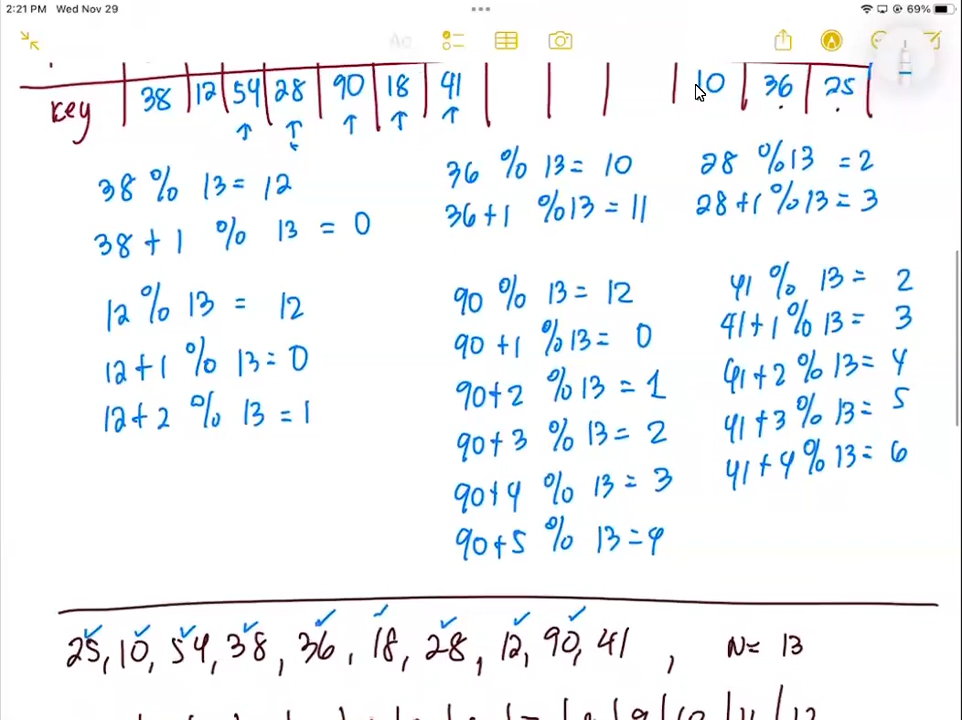 2:21 PM Wed Nov 29 69%
Aa
Key 38 12 54 28 90 18 41 10 36 25
38 % 13 = 12
38 + 1 % 13 = 0
12 % 13 = 12
12 + 1 % 13 = 0
12 + 2 % 13 = 1
36 % 13 = 10
36 + 1 % 13 = 11
90 % 13 = 12
90 + 1 % 13 = 0
90 + 2 % 13 = 1
90 + 3 % 13 = 2
90 + 4 % 13 = 3
90 + 5 % 13 = 4
28 % 13 = 2
28 + 1 % 13 = 3
41 % 13 = 2
41 + 1 % 13 = 3
41 + 2 % 13 = 4
41 + 3 % 13 = 5
41 + 4 % 13 = 6
25, 10, 54, 38, 36, 18, 28, 12, 90, 41, N = 13